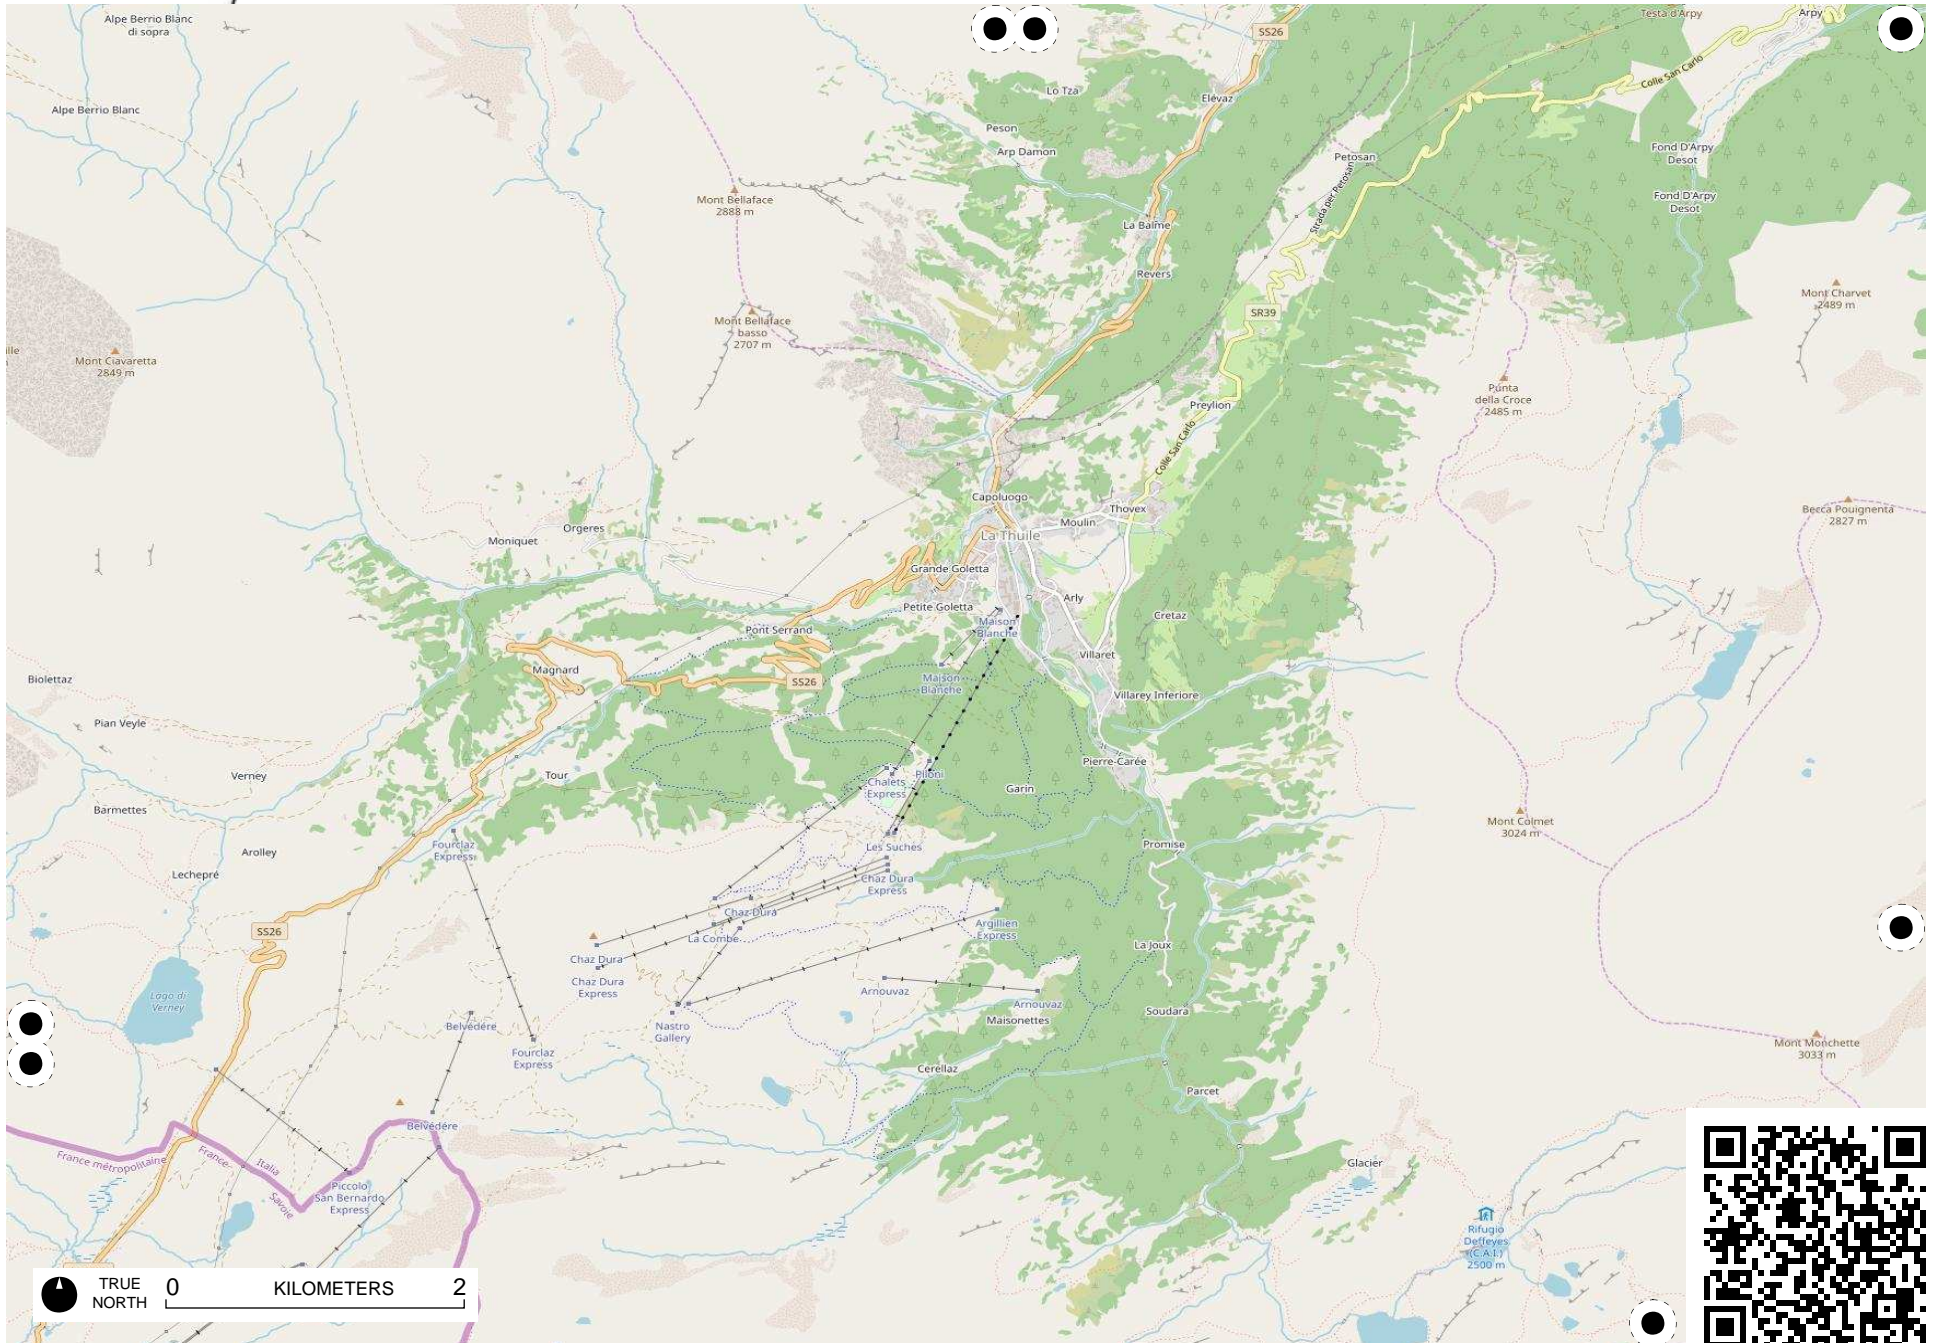 Alpe Berrio Blanc
di sopra
SS26
Testa d'Arpy
Arpy
Colle San Carlo
Lo Tza
Elévaz
Alpe Berrio Blanc
Peson
Arp Damon
Petosan
Fond D'Arpy
Desot
Strada per Petosan
Mont Bellaface
2888 m
Fond D'Arpy
Desot
La Balme
Revers
Mont Charvet
2489 m
SR39
Mont Bellaface
basso
2707 m
Mont Ciavaretta
2849 m
Punta
della Croce
2485 m
Preylion
Colle San Carlo
Capoluogo
Thovex
Moulin
Becca Pouignenta
2827 m
Orgeres
Moniquet
La Thuile
Grande Goletta
Petite Goletta
Arly
Cretaz
Maison
Blanche
Pont Serrand
Villaret
Magnard
Biolettaz
SS26
Maison
Blanche
Villarey Inferiore
Pian Veyle
Verney
Tour
Pierre-Carée
Chalets
Express
Plloni
Garin
Barmettes
Mont Colmet
3024 m
Fourclaz
Express
Les Suches
Promise
Arolley
Lechepré
Chaz Dura
Express
Chaz Dura
SS26
La Combe
Argillien
Express
La Joux
Chaz Dura
Chaz Dura
Express
Lago di
Verney
Arnouvaz
Arnouvaz
Maisonettes
Soudara
Belvédère
Nastro
Gallery
Fourclaz
Express
Mont Monchette
3033 m
Cerellaz
Parcet
Belvédère
France métropolitaine
France
Italia
Savoie
Glacier
Piccolo
San Bernardo
Express
Rifugio
Deffeyes
(C.A.I.)
2500 m
TRUE
NORTH
0 KILOMETERS 2